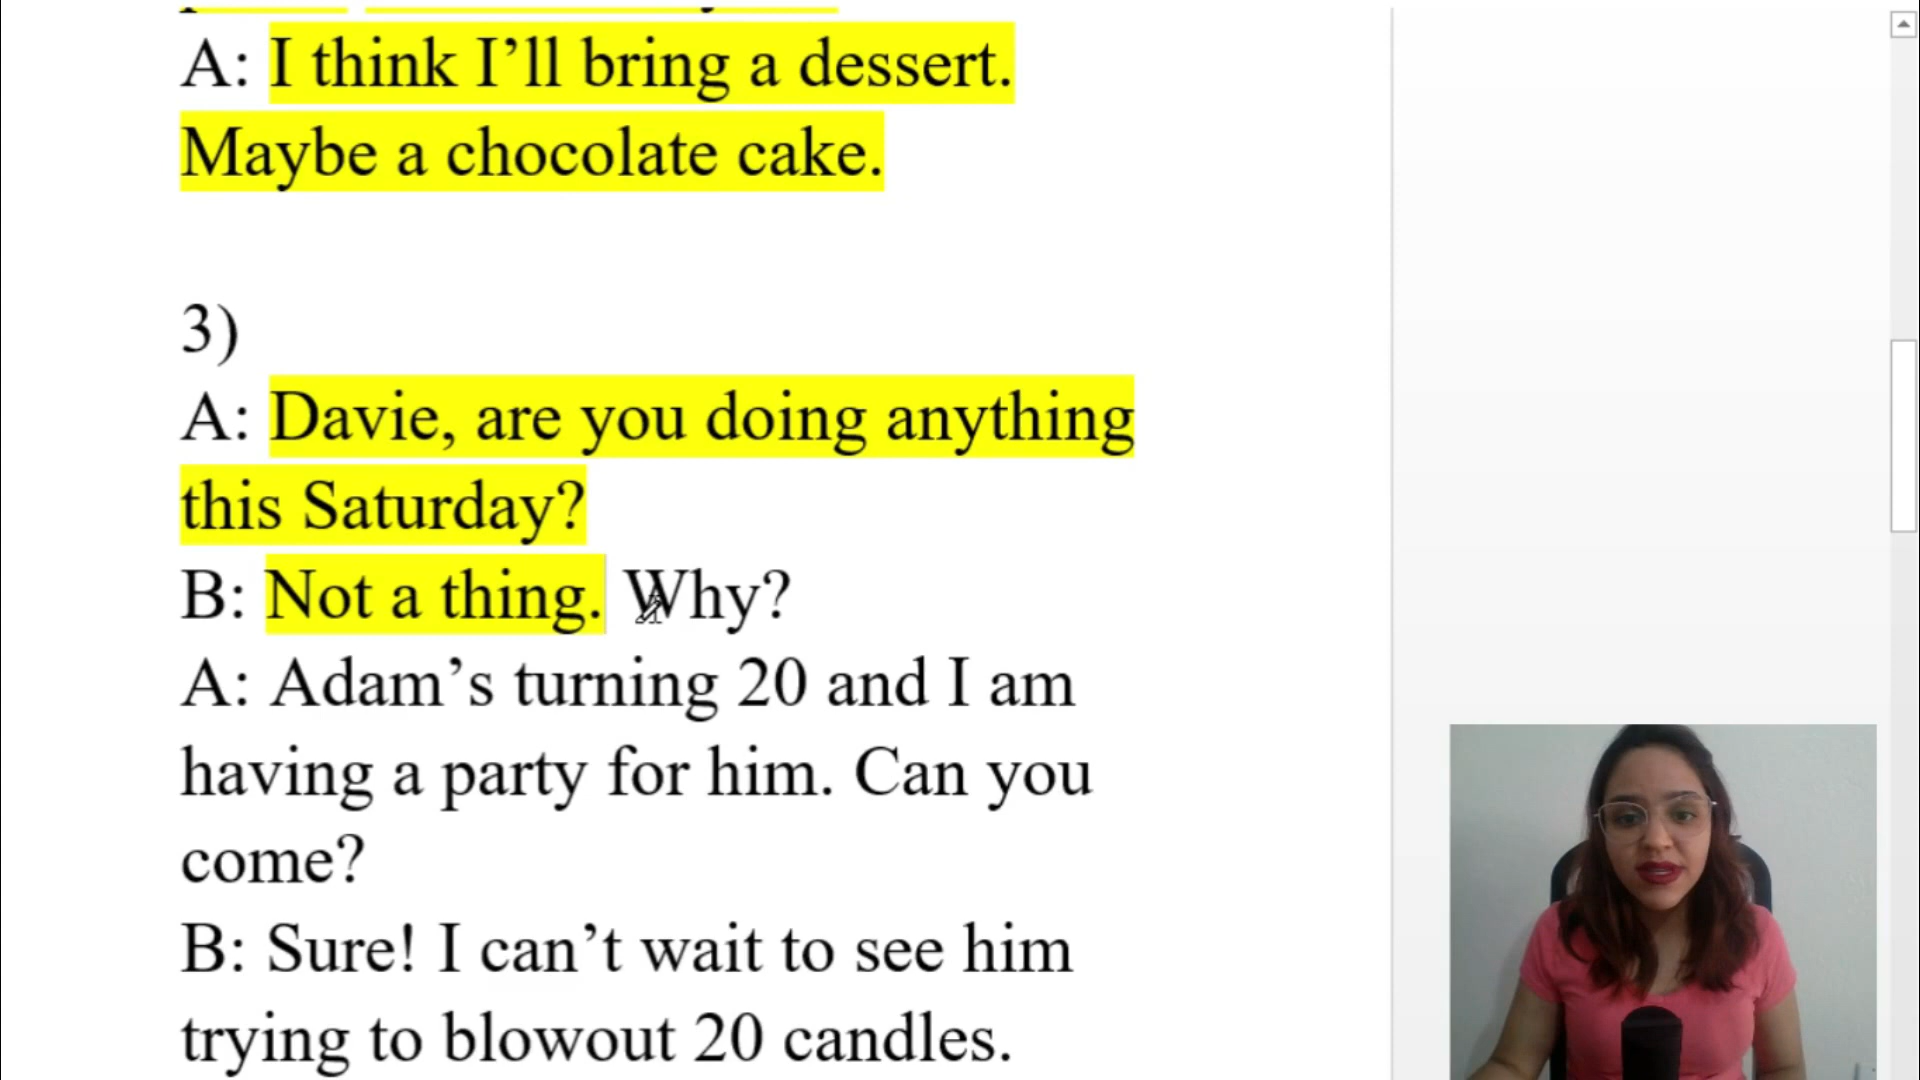 A: I think I’ll bring a dessert.
Maybe a chocolate cake.
3)
A: Davie, are you doing anything
this Saturday?
B: Not a thing. Why?
A: Adam’s turning 20 and I am
having a party for him. Can you
come?
B: Sure! I can’t wait to see him
trying to blowout 20 candles.